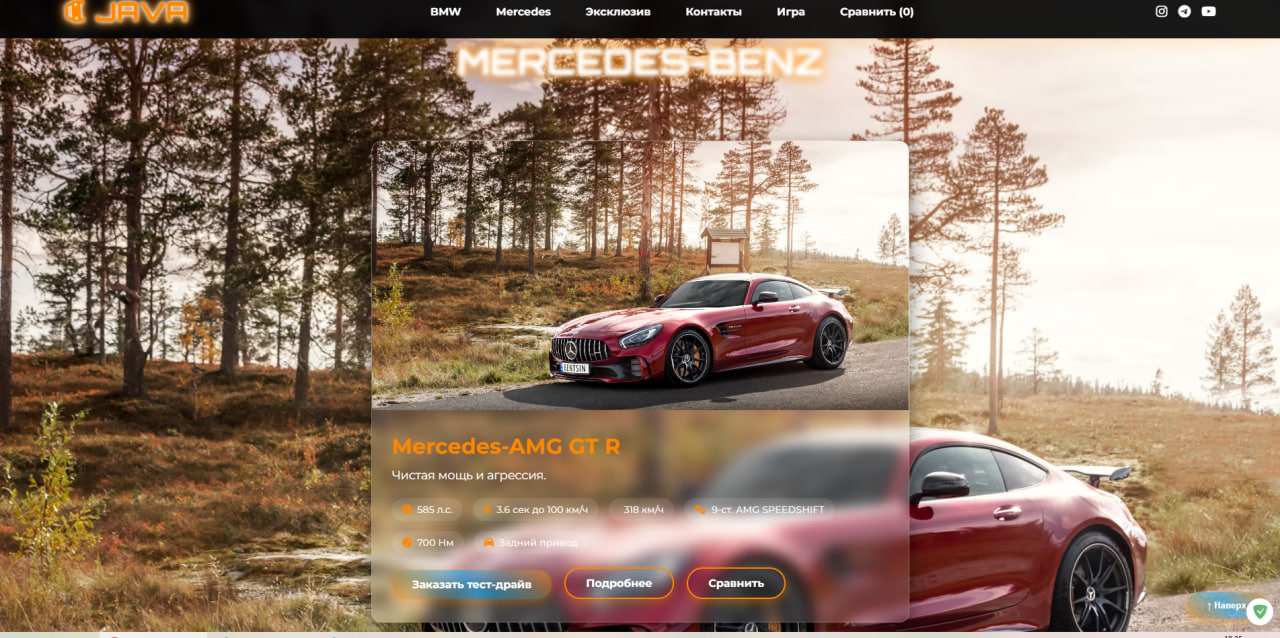 JAVA
BMW Mercedes Эксклюзив Контакты Игра Сравнить (0)
MERCEDES-BENZ
Mercedes-AMG GT R
Чистая мощь и агрессия.
585 л.с. 3.6 сек до 100 км/ч 318 км/ч 9-ст. AMG SPEEDSHIFT
700 Нм Задний привод
Заказать тест-драйв Подробнее Сравнить
↑ Наверх